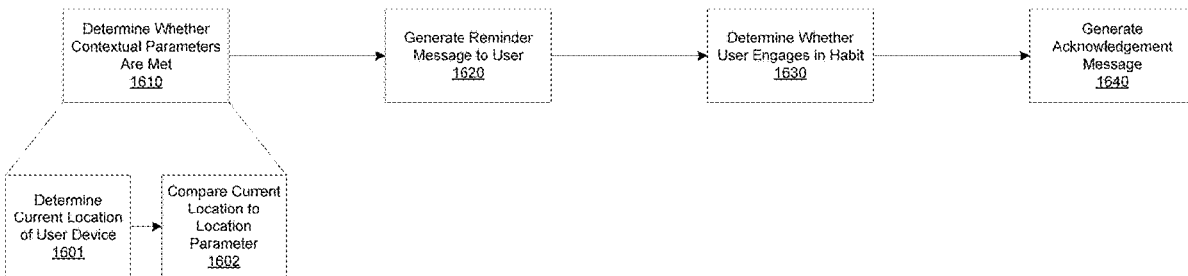 Determine Whether
Contextual Parameters
Are Met
1610
Generate Reminder
Message to User
1620
Determine Whether
User Engages in Habit
1630
Generate
Acknowledgement
Message
1640
Determine
Current Location
of User Device
1601
Compare Current
Location to
Location
Parameter
1602